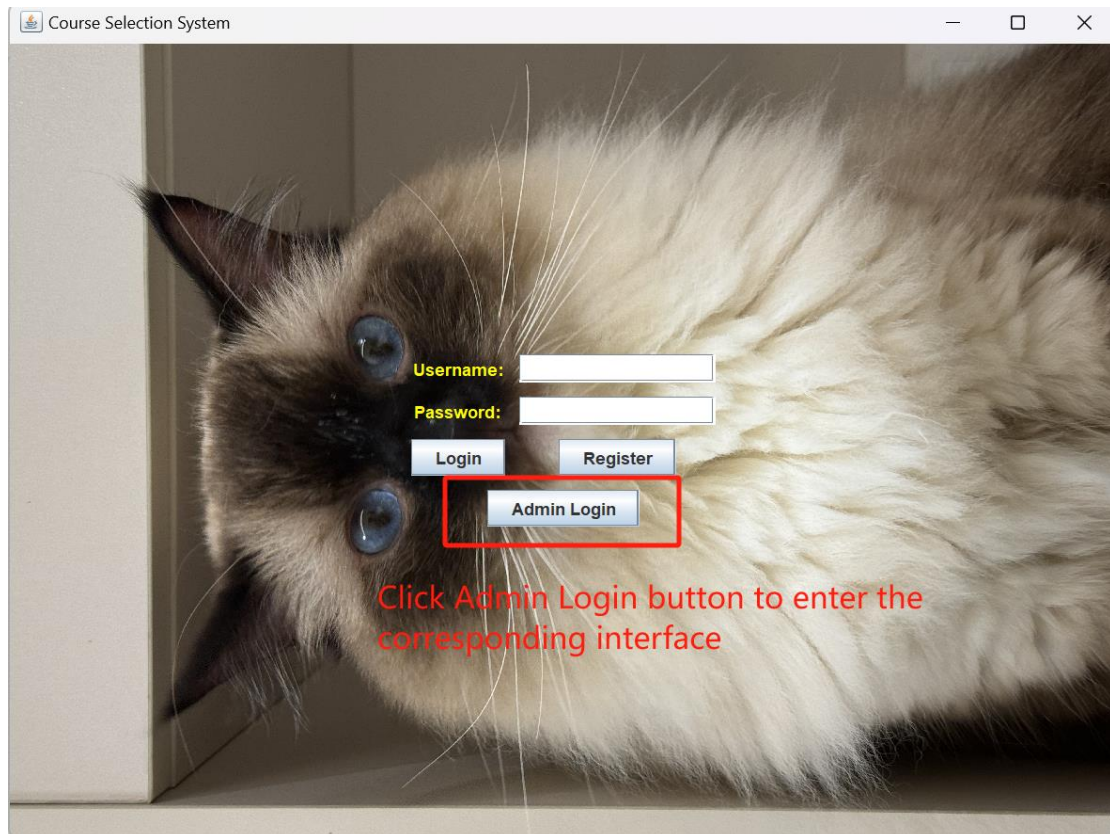 Course Selection System
Username:
Password:
Login Register
Admin Login
Click Admin Login button to enter the
corresponding interface